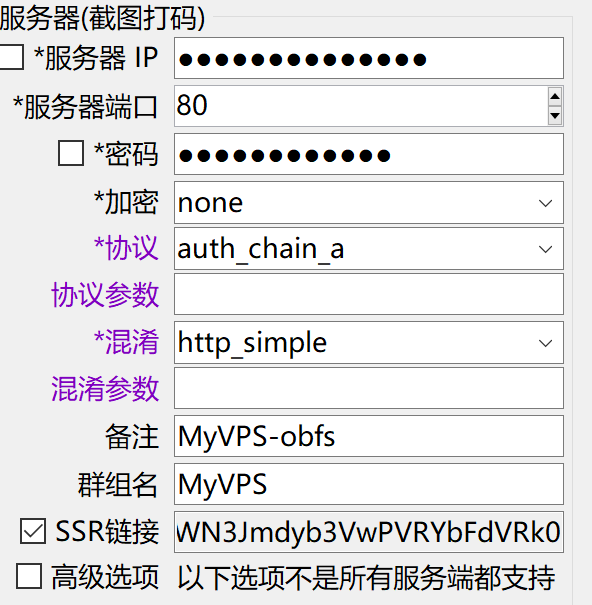 服务器(截图打码)
*服务器 IP ●●●●●●●●●●●●●●
*服务器端口 80
*密码 ●●●●●●●●●●●●
*加密 none
*协议 auth_chain_a
协议参数
*混淆 http_simple
混淆参数
备注 MyVPS-obfs
群组名 MyVPS
SSR链接 WN3Jmdyb3VwPVRYbFdVRk0
高级选项 以下选项不是所有服务端都支持